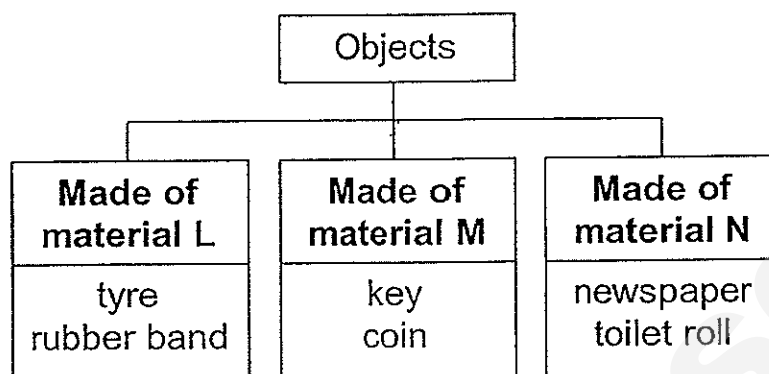 Objects
Made of
material L
Made of
material M
Made of
material N
tyre
rubber band
key
coin
newspaper
toilet roll